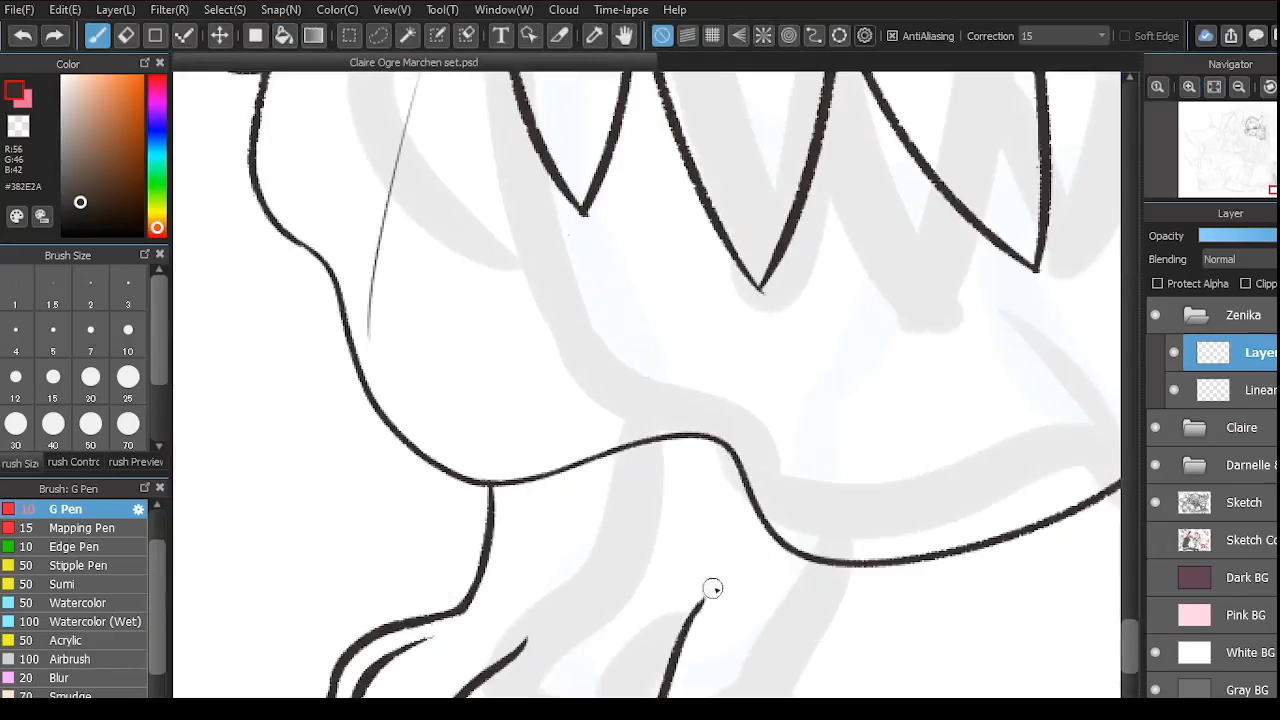 File(F) Edit(E) Layer(L) Filter(R) Select(S) Snap(N) Color(C) View(V) Tool(T) Window(W) Cloud Time-lapse Help
AntiAliasing Correction 15 Soft Edge
Color
Claire Ogre Marchen set.psd
Navigator
R:56
G:46
B:42
#382E2A
Layer
Opacity
Blending Normal
Protect Alpha Clipp
Brush Size
1 1.5 2 3
4 5 7 10
12 15 20 25
30 40 50 70
rush Size rush Contro rush Preview
Brush: G Pen
10 G Pen
15 Mapping Pen
10 Edge Pen
50 Stipple Pen
50 Sumi
50 Watercolor
100 Watercolor (Wet)
50 Acrylic
100 Airbrush
20 Blur
70 Smudge
Zenika
Laye
Linear
Claire
Darnelle &
Sketch
Sketch Co
Dark BG
Pink BG
White BG
Gray BG